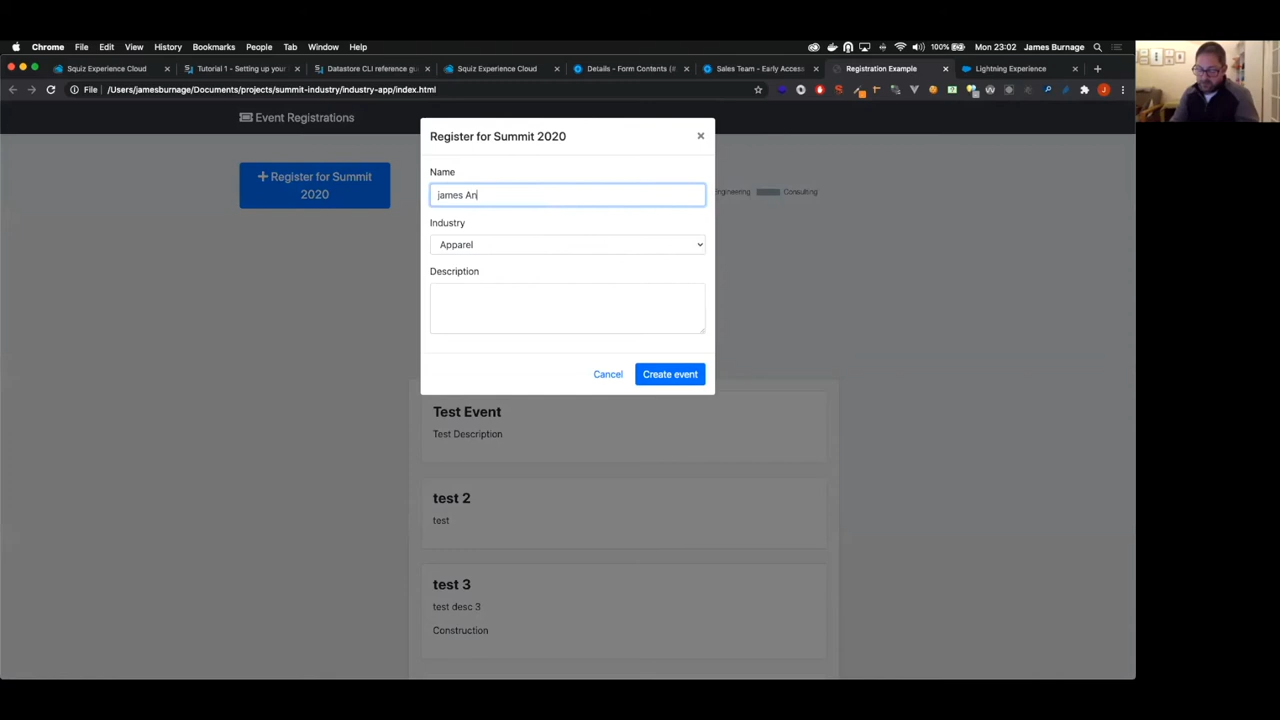 Chrome File Edit View History Bookmarks People Tab Window Help 100% Mon 23:02 James Burnage
Squiz Experience Cloud Tutorial 1 - Setting up your Datastore CLI reference gu Squiz Experience Cloud Details - Form Contents (# Sales Team - Early Access Registration Example Lightning Experience
File /Users/jamesburnage/Documents/projects/summit-industry/industry-app/index.html
Event Registrations
Register for Summit 2020
Register for Summit
2020
Name
james An
ngineering Consulting
Industry
Apparel
Description
Cancel Create event
Test Event
Test Description
test 2
test
test 3
test desc 3
Construction